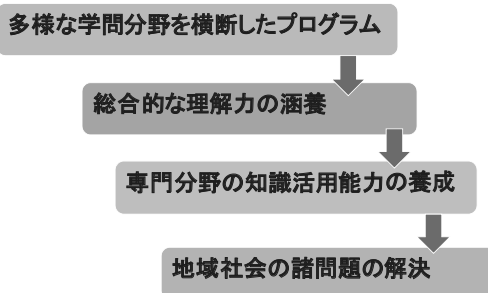 多様な学問分野を横断したプログラム
総合的な理解力の涵養
専門分野の知識活用能力の養成
地域社会の諸問題の解決